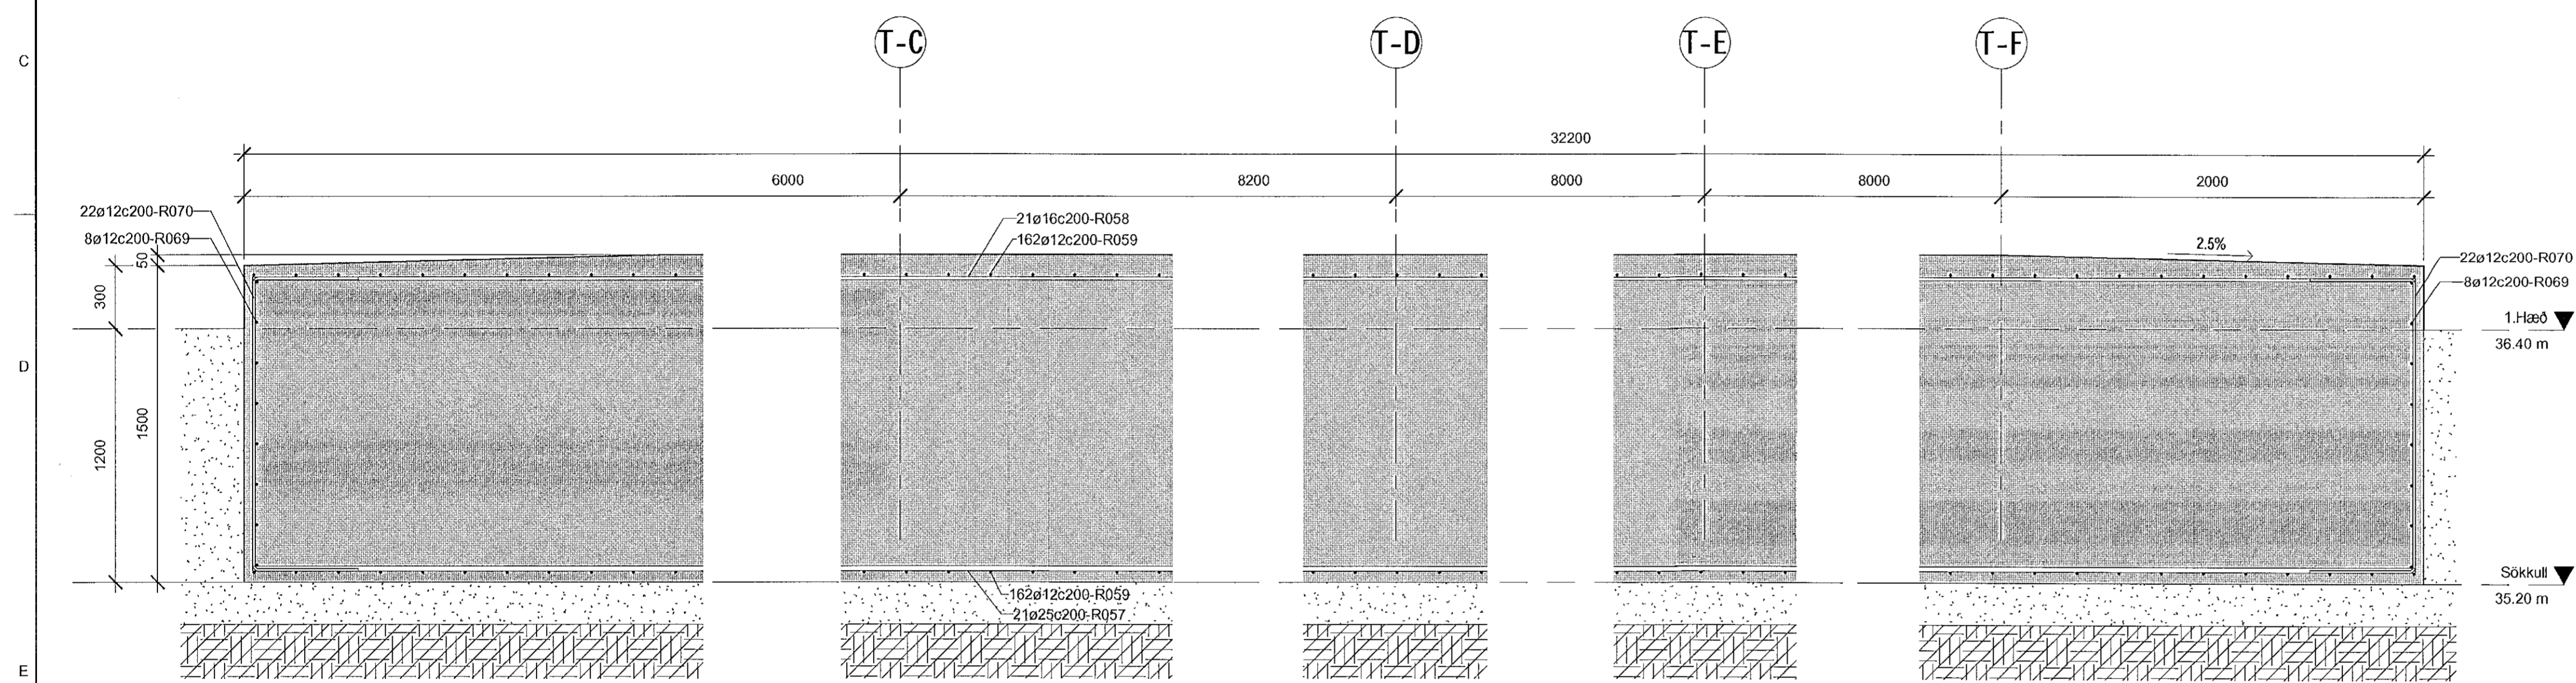 C
T-C
T-D
T-E
T-F
32200
6000
8200
8000
8000
2000
22ø12c200-R070
8ø12c200-R069
21ø16c200-R058
162ø12c200-R059
2.5%
22ø12c200-R070
8ø12c200-R069
50
300
1.Hæð
36.40 m
D
1200
1500
Sökkull
35.20 m
162ø12c200-R059
21ø25c200-R057
E